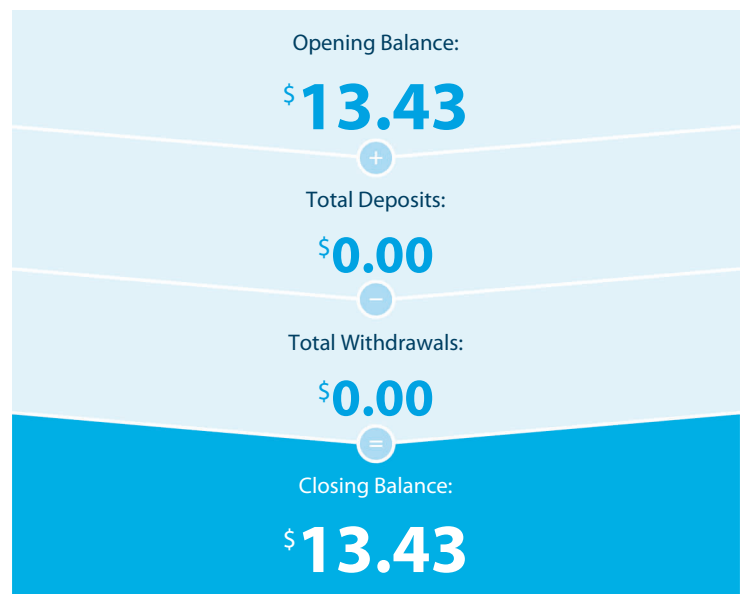 Opening Balance:
$13.43
+
Total Deposits:
$0.00
−
Total Withdrawals:
$0.00
=
Closing Balance:
$13.43